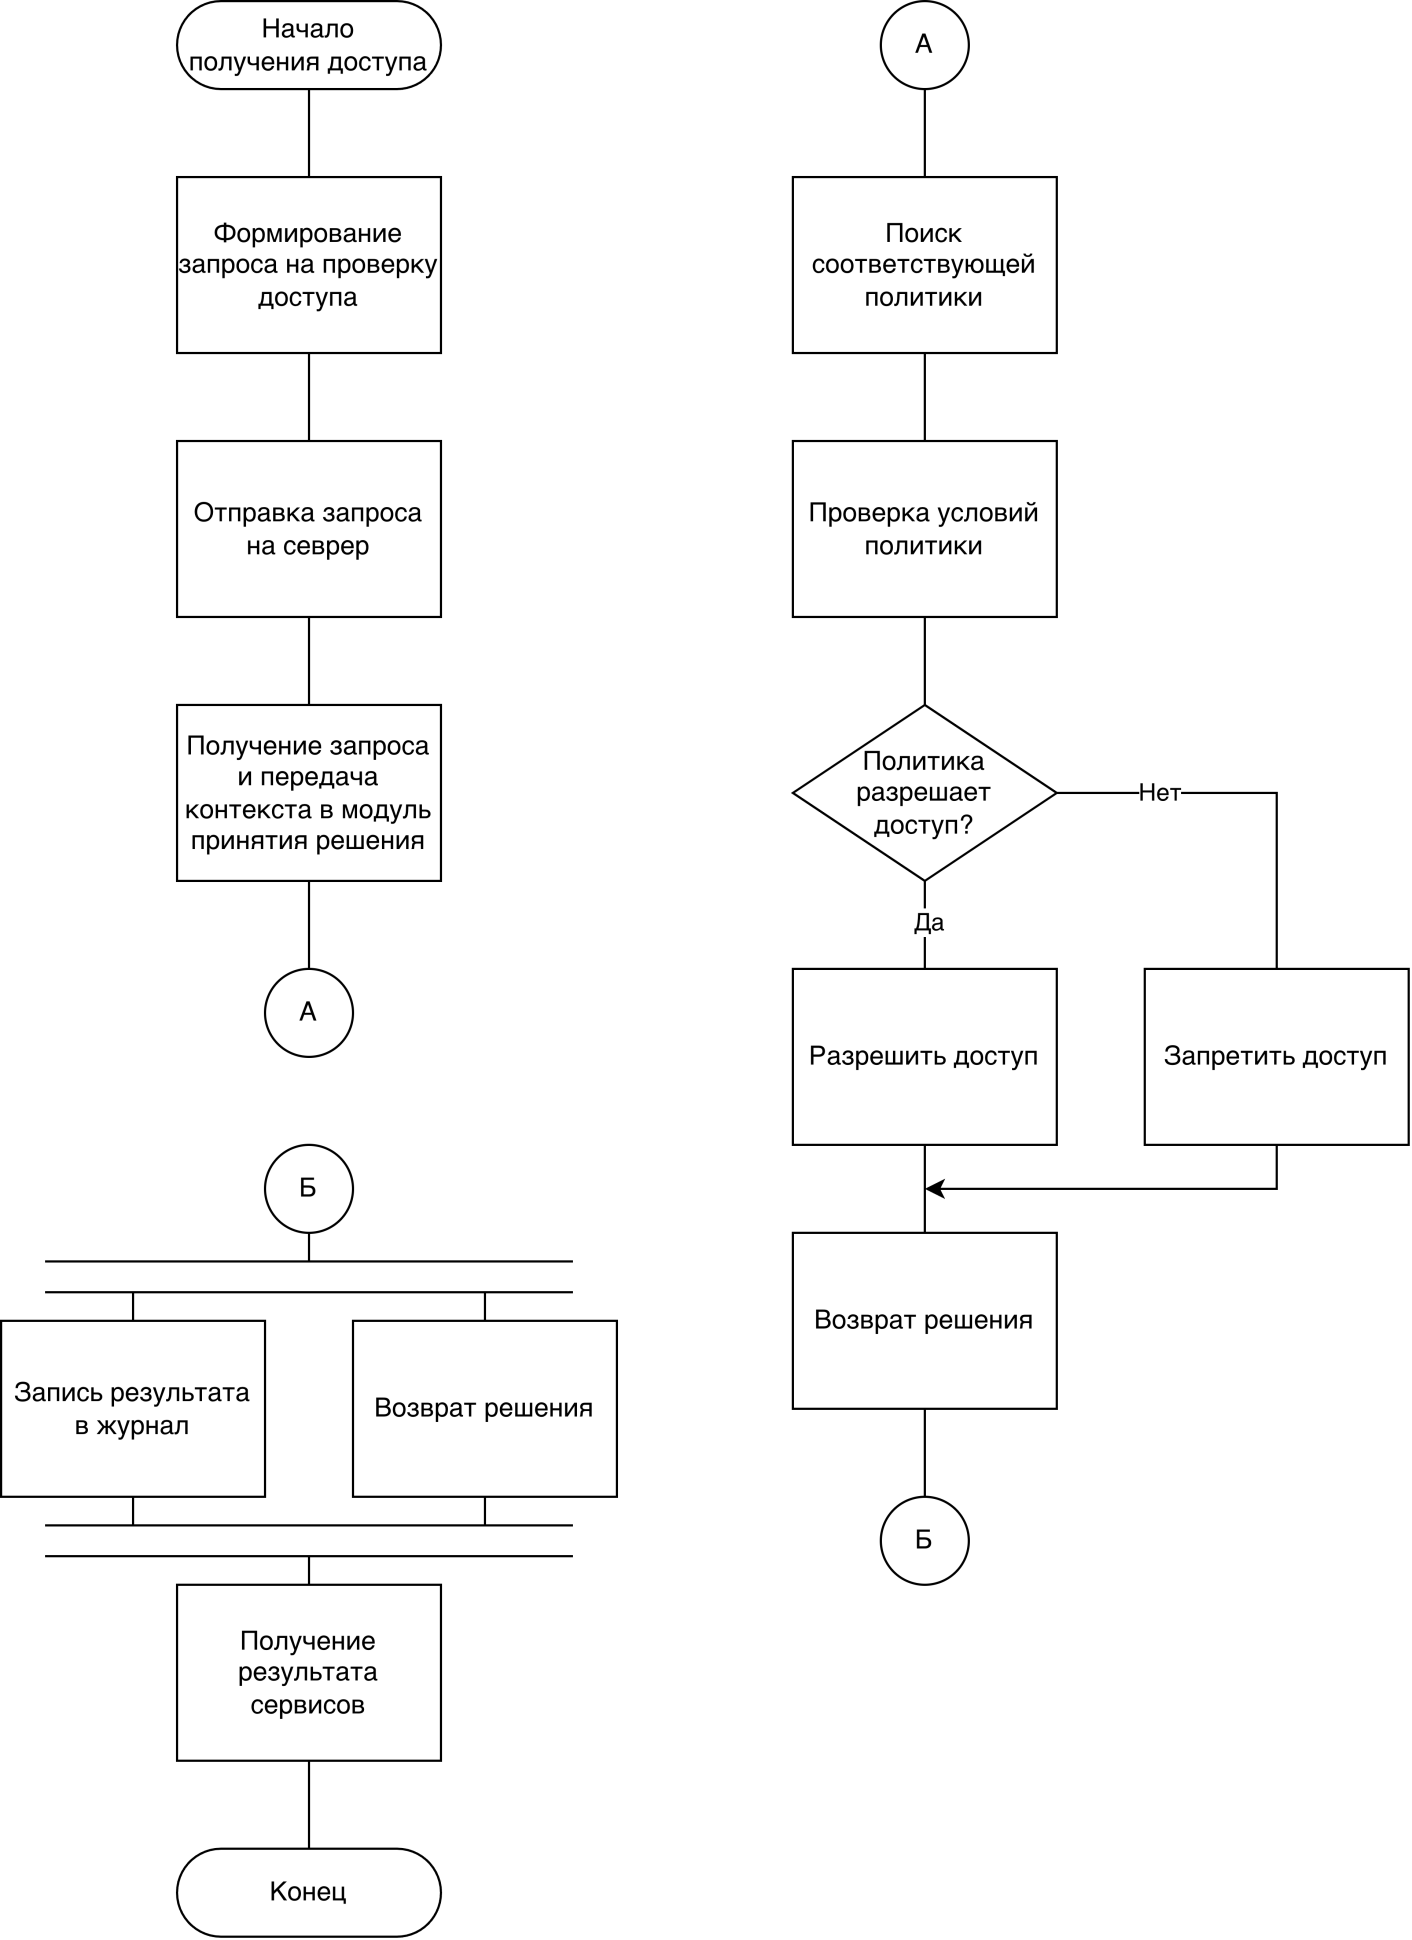 Начало
получения доступа
Формирование
запроса на проверку
доступа
Отправка запроса
на севрер
Получение запроса
и передача
контекста в модуль
принятия решения
А
Б
Запись результата
в журнал
Возврат решения
Получение
результата
сервисов
Конец
А
Поиск
соответствующей
политики
Проверка условий
политики
Политика
разрешает
доступ?
Нет
Да
Разрешить доступ
Запретить доступ
Возврат решения
Б